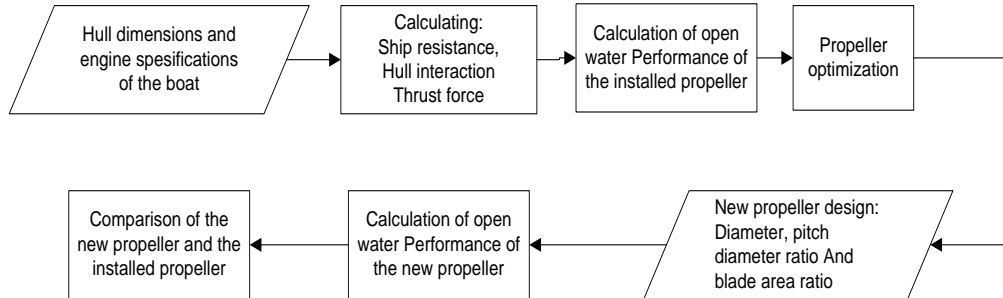 Hull dimensions and
engine spesifications
of the boat
Calculating:
Ship resistance,
Hull interaction
Thrust force
Calculation of open
water Performance of
the installed propeller
Propeller
optimization
New propeller design:
Diameter, pitch
diameter ratio And
blade area ratio
Calculation of open
water Performance of
the new propeller
Comparison of the
new propeller and the
installed propeller